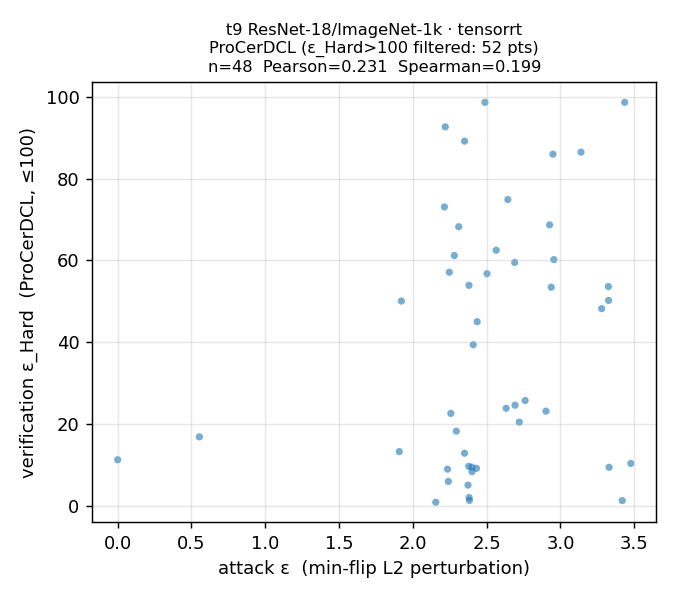 t9 ResNet-18/ImageNet-1k · tensorrt
ProCerDCL (ε_Hard>100 filtered: 52 pts)
n=48  Pearson=0.231  Spearman=0.199
100
80
60
40
20
0
verification ε_Hard  (ProCerDCL, ≤100)
0.0 0.5 1.0 1.5 2.0 2.5 3.0 3.5
attack ε  (min-flip L2 perturbation)